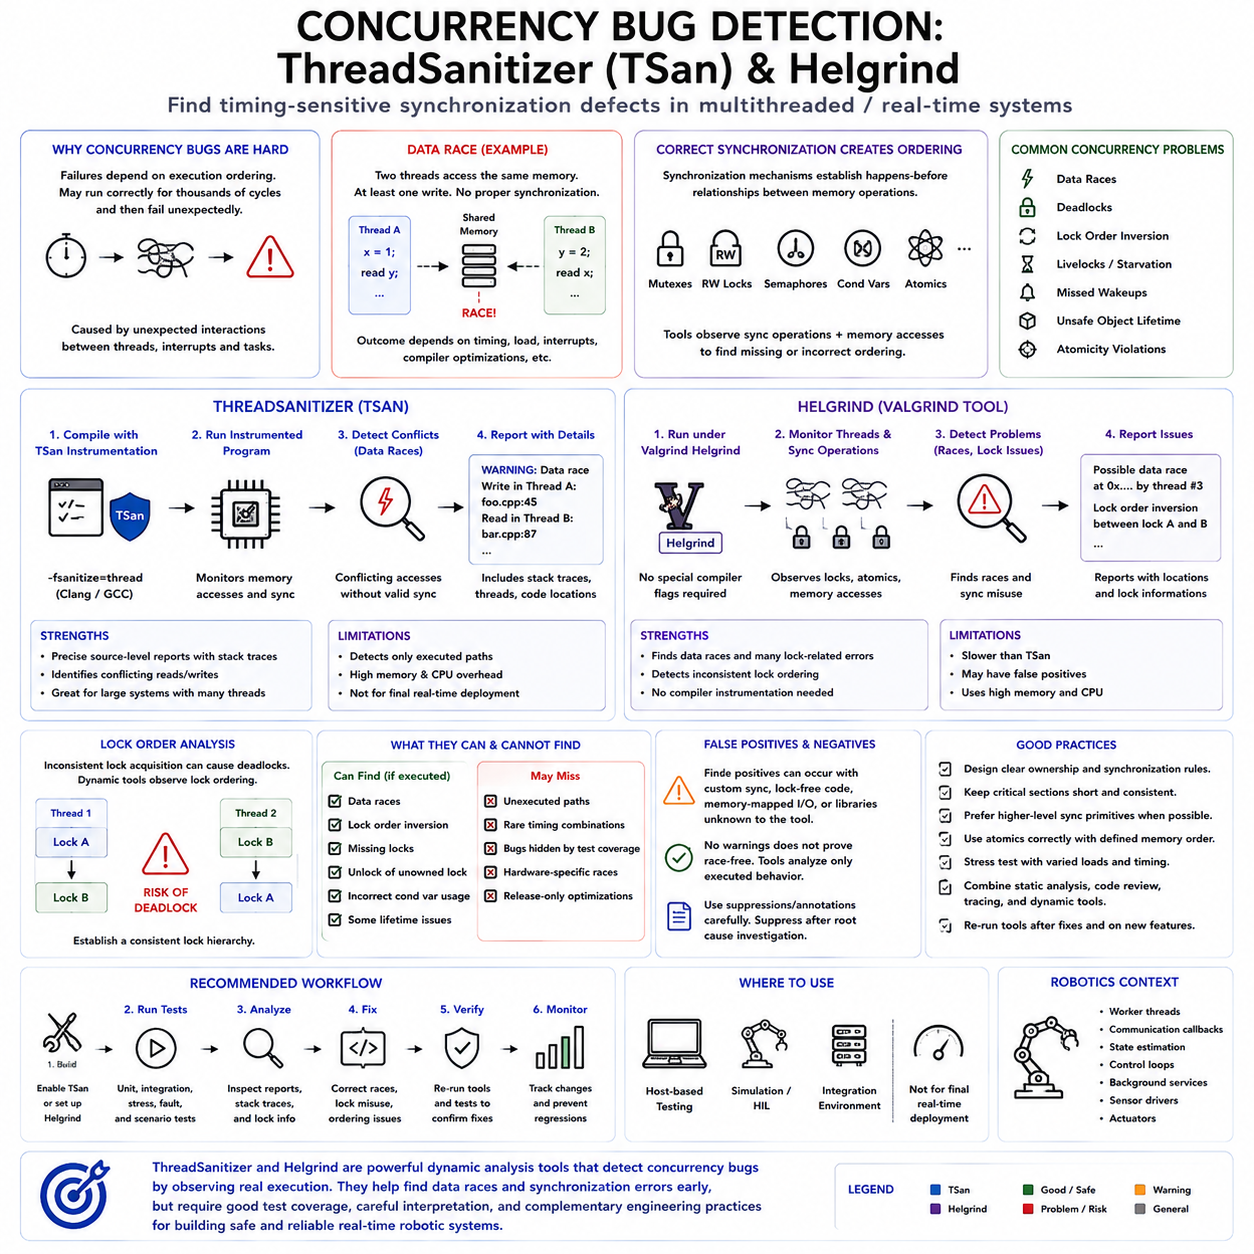 CONCURRENCY BUG DETECTION:
ThreadSanitizer (TSan) & Helgrind
Find timing-sensitive synchronization defects in multithreaded / real-time systems
WHY CONCURRENCY BUGS ARE HARD
Failures depend on execution ordering.
May run correctly for thousands of cycles
and then fail unexpectedly.
Caused by unexpected interactions
between threads, interrupts and tasks.
DATA RACE (EXAMPLE)
Two threads access the same memory.
At least one write. No proper synchronization.
Thread A
x = 1;
read y;
...
Shared
Memory
RACE!
Thread B
y = 2;
read x;
...
Outcome depends on timing, load, interrupts,
compiler optimizations, etc.
CORRECT SYNCHRONIZATION CREATES ORDERING
Synchronization mechanisms establish happens-before
relationships between memory operations.
RW
...
Mutexes
RW Locks
Semaphores
Cond Vars
Atomics
Tools observe sync operations + memory accesses
to find missing or incorrect ordering.
COMMON CONCURRENCY PROBLEMS
Data Races
Deadlocks
Lock Order Inversion
Livelocks / Starvation
Missed Wakeups
Unsafe Object Lifetime
Atomicity Violations
THREADSANITIZER (TSAN)
1. Compile with
TSan Instrumentation
TSan
-fsanitize=thread
(Clang / GCC)
2. Run Instrumented
Program
Monitors memory
accesses and sync
3. Detect Conflicts
(Data Races)
Conflicting accesses
without valid sync
4. Report with Details
WARNING: Data race
Write in Thread A:
foo.cpp:45
Read in Thread B:
bar.cpp:87
...
Includes stack traces,
threads, code locations
STRENGTHS
• Precise source-level reports with stack traces
• Identifies conflicting reads/writes
• Great for large systems with many threads
LIMITATIONS
• Detects only executed paths
• High memory & CPU overhead
• Not for final real-time deployment
HELGRIND (VALGRIND TOOL)
1. Run under
Valgrind Helgrind
V
Helgrind
No special compiler
flags required
2. Monitor Threads &
Sync Operations
Observes locks, atomics,
memory accesses
3. Detect Problems
(Races, Lock Issues)
Finds races and
sync misuse
4. Report Issues
Possible data race
at 0x.... by thread #3
Lock order inversion
between lock A and B
...
Reports with locations
and lock informations
STRENGTHS
• Finds data races and many lock-related errors
• Detects inconsistent lock ordering
• No compiler instrumentation needed
LIMITATIONS
• Slower than TSan
• May have false positives
• Uses high memory and CPU
LOCK ORDER ANALYSIS
Inconsistent lock acquisition can cause deadlocks.
Dynamic tools observe lock ordering.
Thread 1
Lock A
Lock B
RISK OF
DEADLOCK
Thread 2
Lock B
Lock A
Establish a consistent lock hierarchy.
WHAT THEY CAN & CANNOT FIND
Can Find (if executed)
Data races
Lock order inversion
Missing locks
Unlock of unowned lock
Incorrect cond var usage
Some lifetime issues
May Miss
Unexecuted paths
Rare timing combinations
Bugs hidden by test coverage
Hardware-specific races
Release-only optimizations
FALSE POSITIVES & NEGATIVES
Finde positives can occur with
custom sync, lock-free code,
memory-mapped I/O, or libraries
unknown to the tool.
No warnings does not prove
race-free. Tools analyze only
executed behavior.
Use suppressions/annotations
carefully. Suppress after root
cause investigation.
GOOD PRACTICES
Design clear ownership and synchronization rules.
Keep critical sections short and consistent.
Prefer higher-level sync primitives when possible.
Use atomics correctly with defined memory order.
Stress test with varied loads and timing.
Combine static analysis, code review,
tracing, and dynamic tools.
Re-run tools after fixes and on new features.
RECOMMENDED WORKFLOW
1. Build
Enable TSan
or set up
Helgrind
2. Run Tests
Unit, integration,
stress, fault,
and scenario tests
3. Analyze
Inspect reports,
stack traces,
and lock info
4. Fix
</>
Correct races,
lock misuse,
ordering issues
5. Verify
Re-run tools
and tests to
confirm fixes
6. Monitor
Track changes
and prevent
regressions
WHERE TO USE
Host-based
Testing
Simulation /
HIL
Integration
Environment
Not for final
real-time
deployment
ROBOTICS CONTEXT
• Worker threads
• Communication callbacks
• State estimation
• Control loops
• Background services
• Sensor drivers
• Actuators
ThreadSanitizer and Helgrind are powerful dynamic analysis tools that detect concurrency bugs
by observing real execution. They help find data races and synchronization errors early,
but require good test coverage, careful interpretation, and complementary engineering practices
for building safe and reliable real-time robotic systems.
LEGEND
TSan
Good / Safe
Warning
Helgrind
Problem / Risk
General